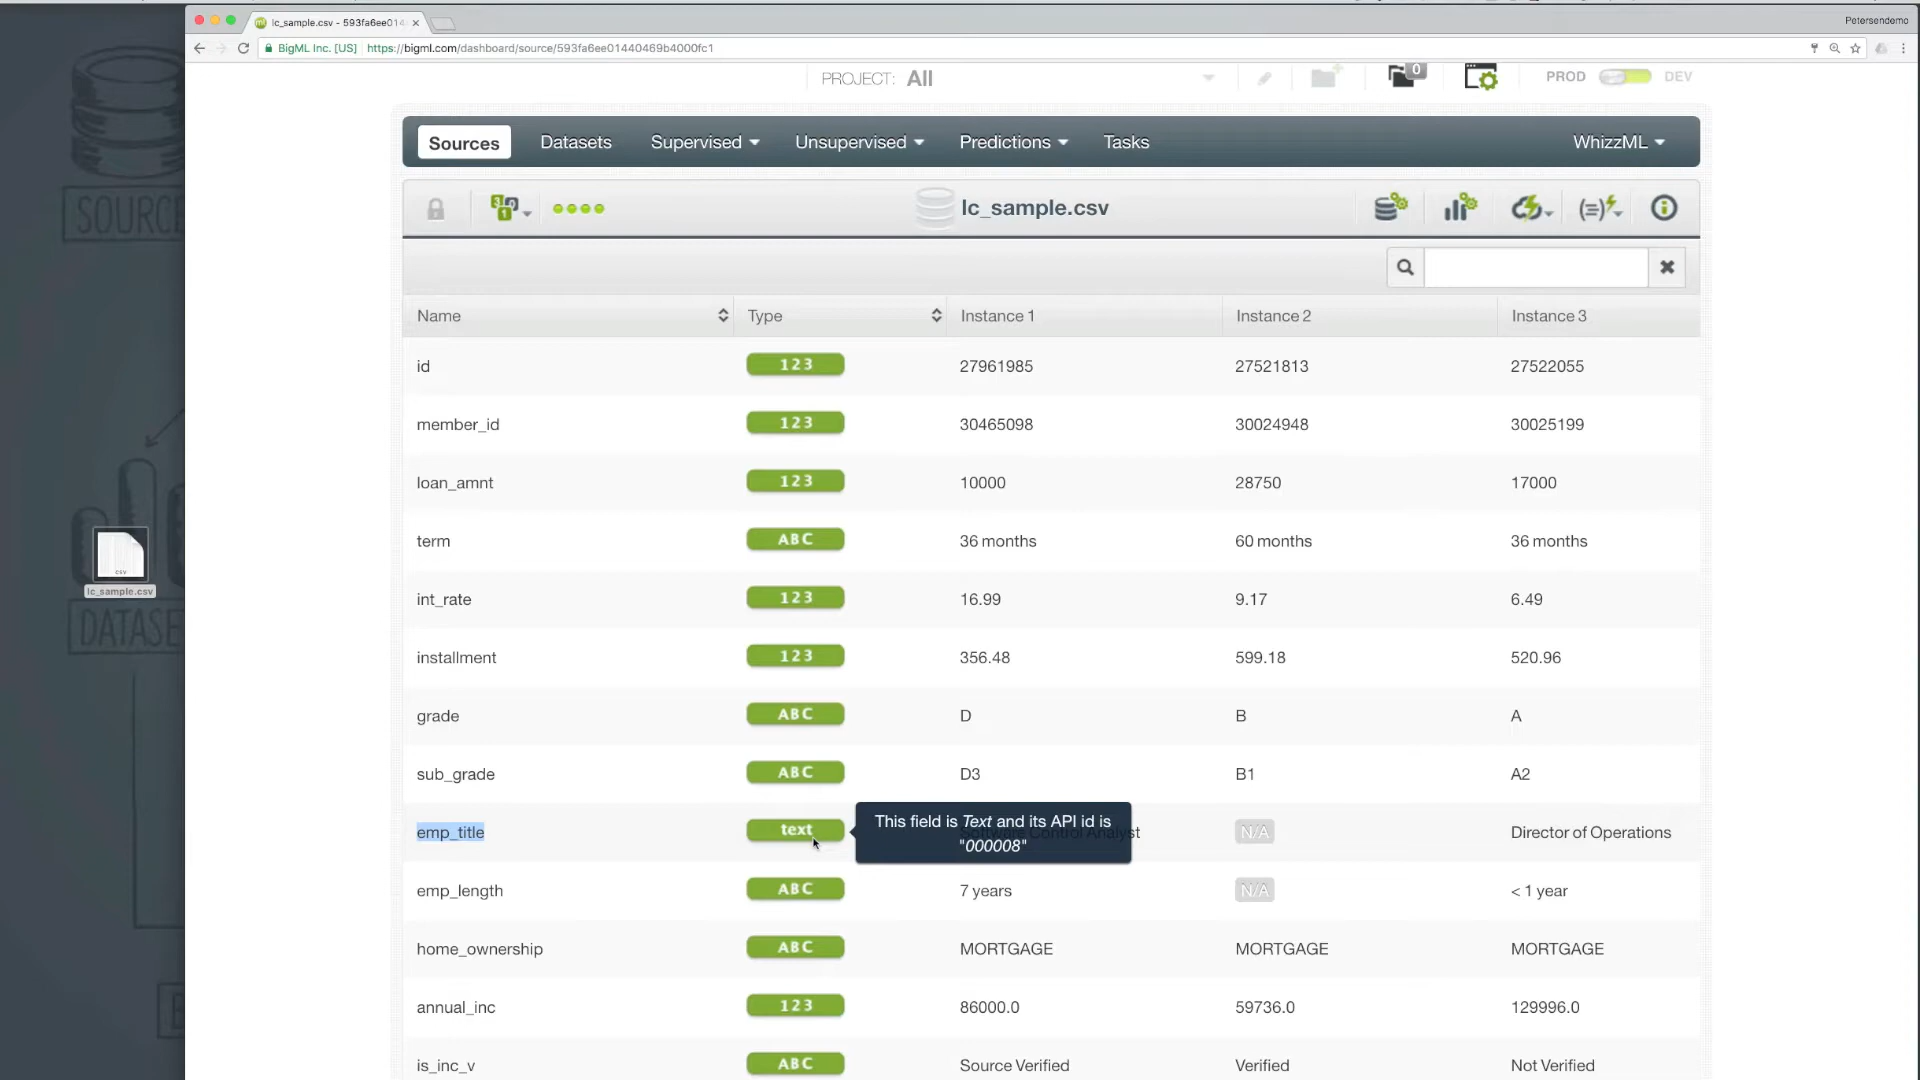 lc_sample.csv - 593fa6ee0144
Petersendemo
BigML Inc. [US] https://bigml.com/dashboard/source/593fa6ee01440469b4000fc1
PROJECT: All
0
PROD DEV
Sources Datasets Supervised Unsupervised Predictions Tasks WhizzML
lc_sample.csv
Name Type Instance 1 Instance 2 Instance 3
id 123 27961985 27521813 27522055
member_id 123 30465098 30024948 30025199
loan_amnt 123 10000 28750 17000
term ABC 36 months 60 months 36 months
int_rate 123 16.99 9.17 6.49
installment 123 356.48 599.18 520.96
grade ABC D B A
sub_grade ABC D3 B1 A2
emp_title text Software Control Analyst N/A Director of Operations
This field is Text and its API id is
"000008"
emp_length ABC 7 years N/A < 1 year
home_ownership ABC MORTGAGE MORTGAGE MORTGAGE
annual_inc 123 86000.0 59736.0 129996.0
is_inc_v ABC Source Verified Verified Not Verified
SOURC
csv
lc_sample.csv
DATASE